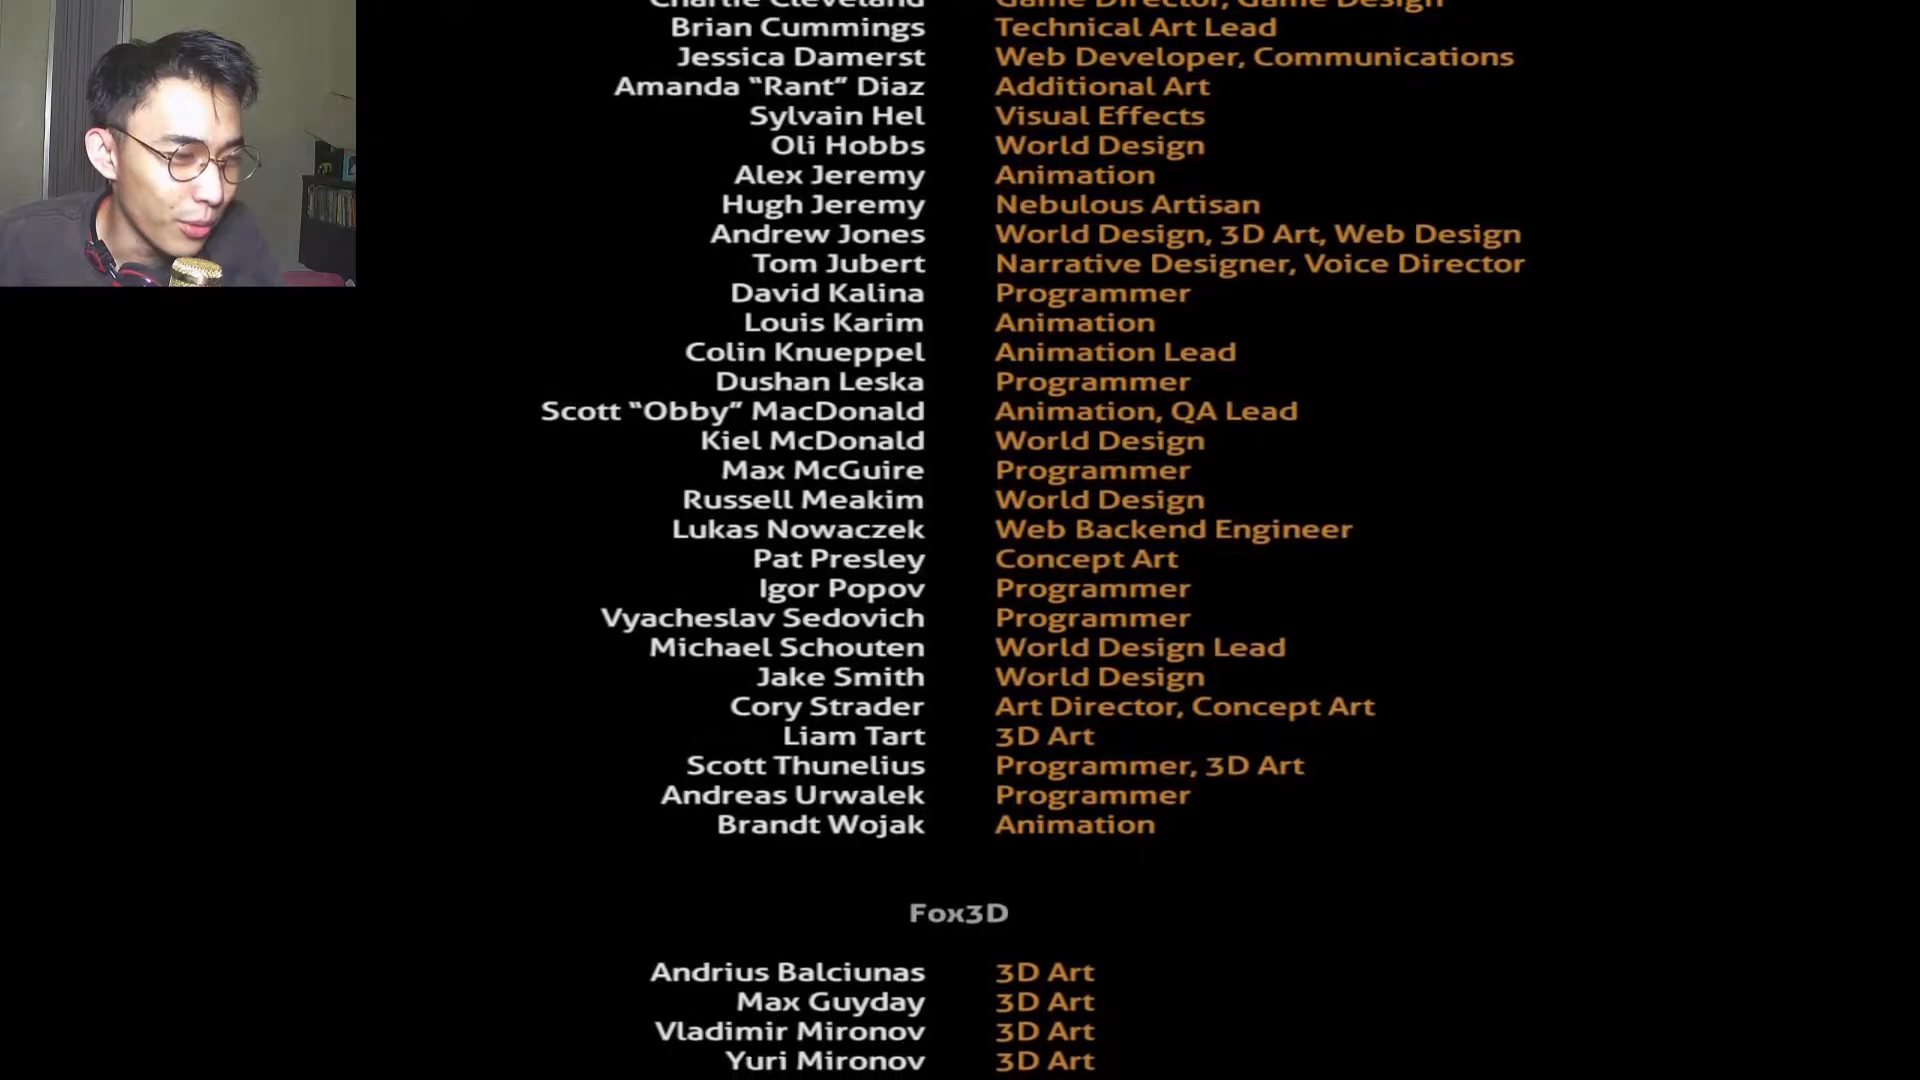 Charlie Cleveland Game Director, Game Design
Brian Cummings Technical Art Lead
Jessica Damerst Web Developer, Communications
Amanda “Rant” Diaz Additional Art
Sylvain Hel Visual Effects
Oli Hobbs World Design
Alex Jeremy Animation
Hugh Jeremy Nebulous Artisan
Andrew Jones World Design, 3D Art, Web Design
Tom Jubert Narrative Designer, Voice Director
David Kalina Programmer
Louis Karim Animation
Colin Knueppel Animation Lead
Dushan Leska Programmer
Scott “Obby” MacDonald Animation, QA Lead
Kiel McDonald World Design
Max McGuire Programmer
Russell Meakim World Design
Lukas Nowaczek Web Backend Engineer
Pat Presley Concept Art
Igor Popov Programmer
Vyacheslav Sedovich Programmer
Michael Schouten World Design Lead
Jake Smith World Design
Cory Strader Art Director, Concept Art
Liam Tart 3D Art
Scott Thunelius Programmer, 3D Art
Andreas Urwalek Programmer
Brandt Wojak Animation
Fox3D
Andrius Balciunas 3D Art
Max Guyday 3D Art
Vladimir Mironov 3D Art
Yuri Mironov 3D Art